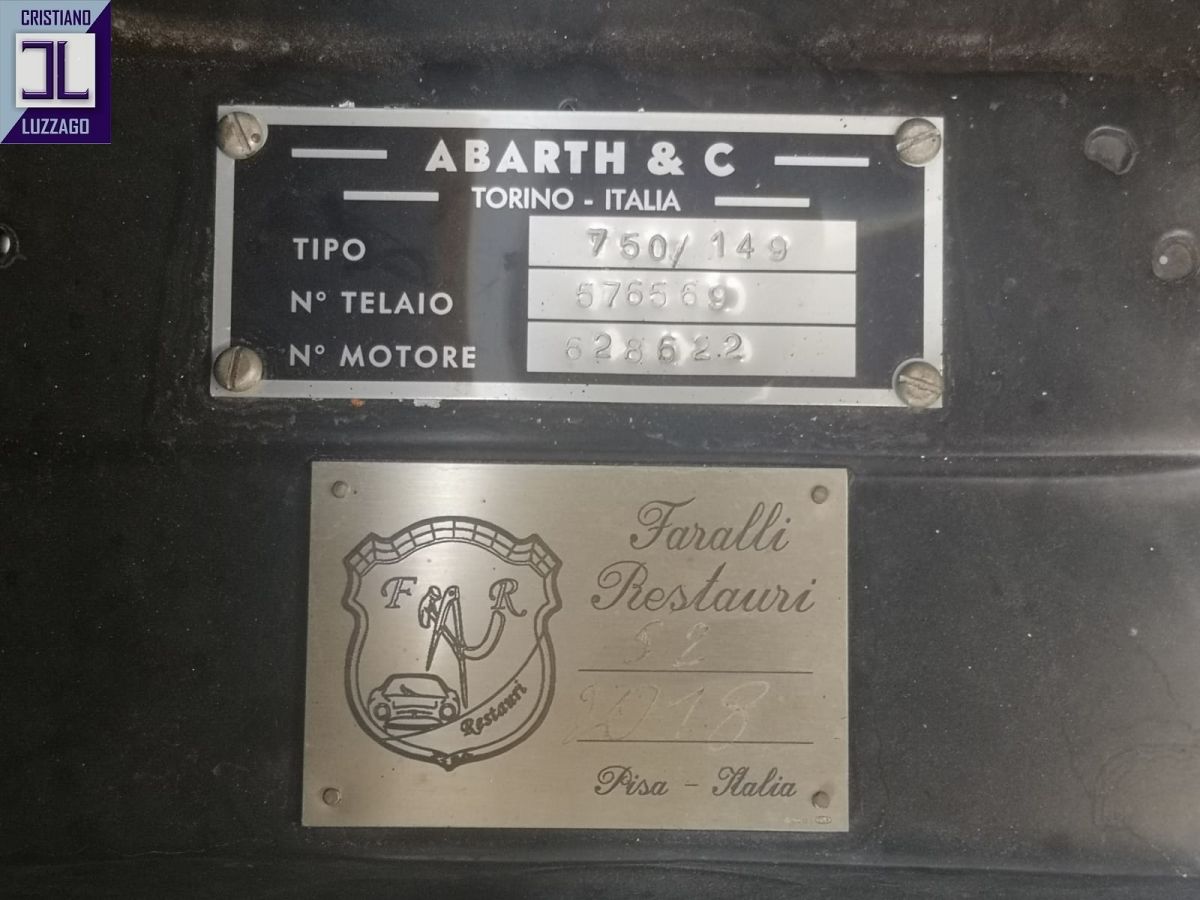 CRISTIANO
LUZZAGO
ABARTH & C
TORINO - ITALIA
TIPO 750/ 149
N° TELAIO 576569
N° MOTORE 628622
Faralli
Restauri
52
2018
F R
Restauri
Pisa - Italia